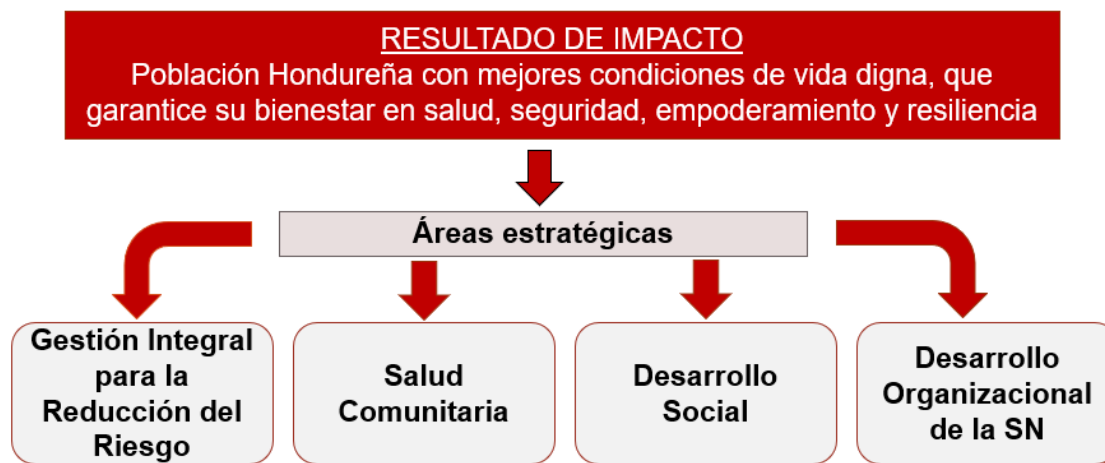 RESULTADO DE IMPACTO
Población Hondureña con mejores condiciones de vida digna, que
garantice su bienestar en salud, seguridad, empoderamiento y resiliencia
Áreas estratégicas
Gestión Integral
para la
Reducción del
Riesgo
Salud
Comunitaria
Desarrollo
Social
Desarrollo
Organizacional
de la SN